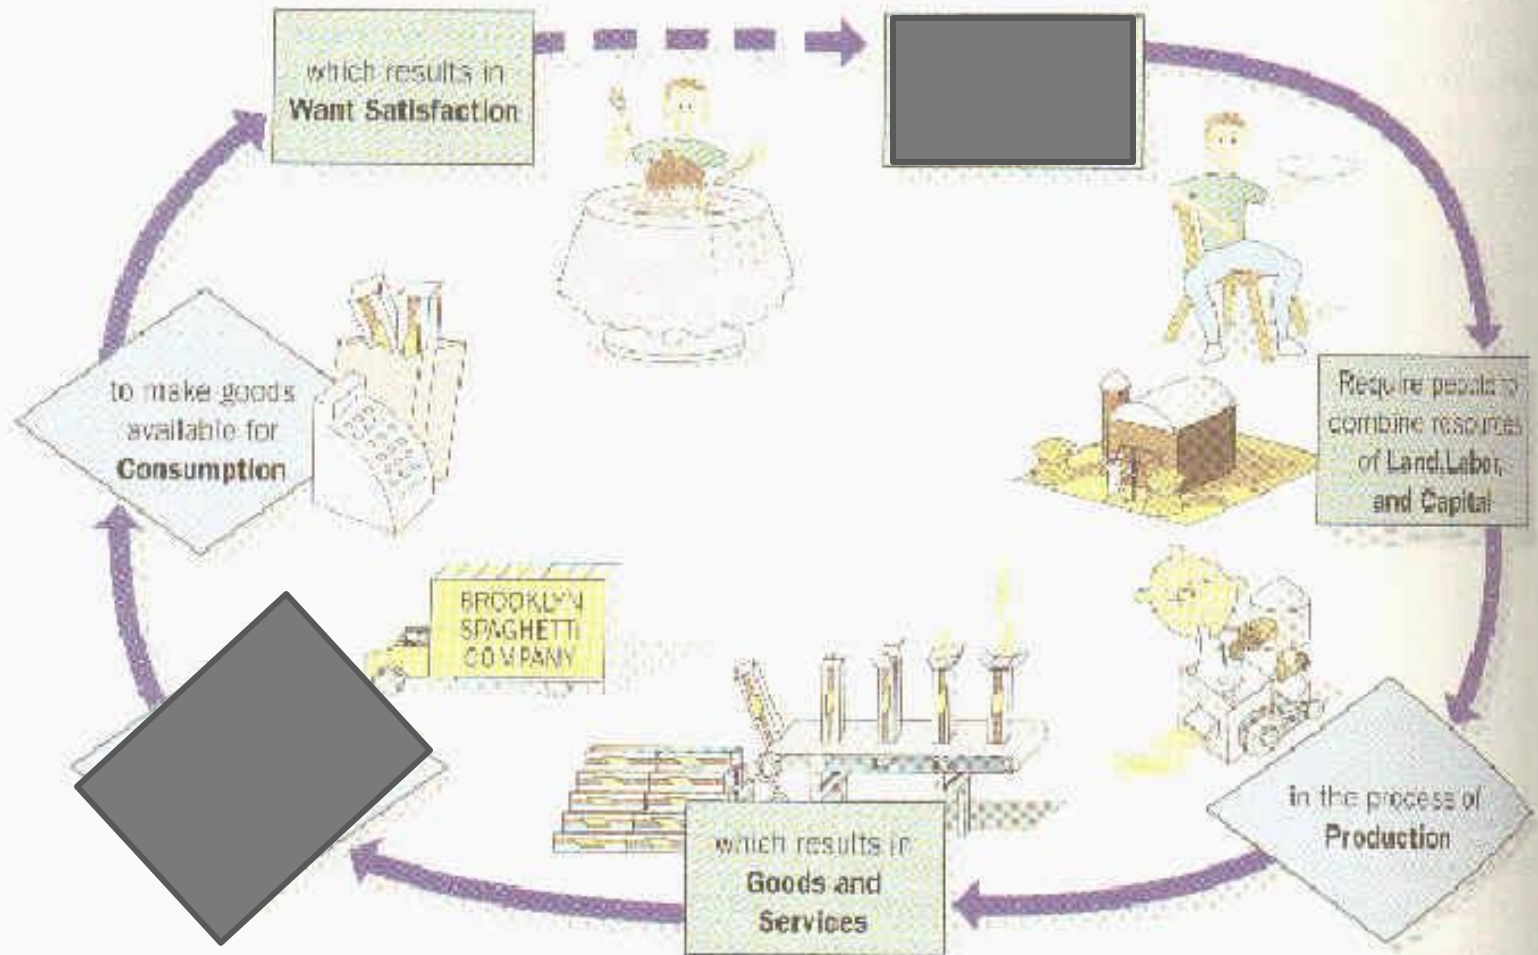 which results in
Want Satisfaction
Require people to
combine resources
of Land, Labor,
and Capital
in the process of
Production
which results in
Goods and
Services
BROOKLYN
SPAGHETTI
COMPANY
to make goods
available for
Consumption